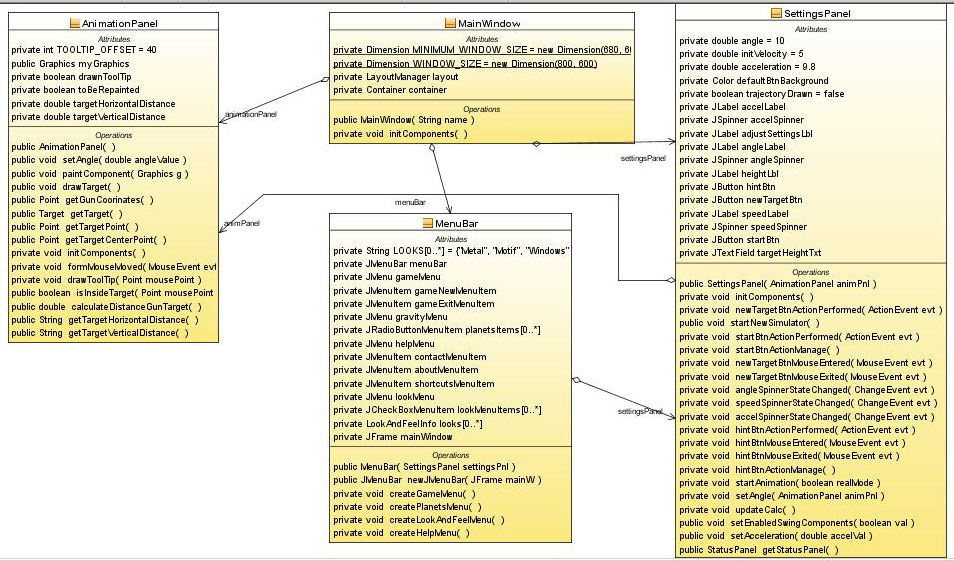 AnimationPanel
Attributes
private int TOOLTIP_OFFSET = 40
public Graphics myGraphics
private boolean drawnToolTip
private boolean toBeRepainted
private double targetHorizontalDistance
private double targetVerticalDistance
Operations
public AnimationPanel( )
public void setAngle( double angleValue )
public void paintComponent( Graphics g )
public void drawTarget( )
public Point getGunCoorinates( )
public Target getTarget( )
public Point getTargetPoint( )
public Point getTargetCenterPoint( )
private void initComponents( )
private void formMouseMoved( MouseEvent evt
private void drawToolTip( Point mousePoint )
public boolean isInsideTarget( Point mousePoint
public double calculateDistanceGunTarget( )
public String getTargetHorizontalDistance( )
public String getTargetVerticalDistance( )
MainWindow
Attributes
private Dimension MINIMUM_WINDOW_SIZE = new Dimension(680, 6
private Dimension WINDOW_SIZE = new Dimension(800, 600)
private LayoutManager layout
private Container container
Operations
public MainWindow( String name )
private void initComponents( )
animationPanel
settingsPanel
menuBar
animPanel
MenuBar
Attributes
private String LOOKS[0..*] = {"Metal", "Motif", "Windows"
private JMenuBar menuBar
private JMenu gameMenu
private JMenuItem gameNewMenuItem
private JMenuItem gameExitMenuItem
private JMenu gravityMenu
private JRadioButtonMenuItem planetsItems[0..*]
private JMenu helpMenu
private JMenuItem contactMenuItem
private JMenuItem aboutMenuItem
private JMenuItem shortcutsMenuItem
private JMenu lookMenu
private JCheckBoxMenuItem lookMenuItems[0..*]
private LookAndFeelInfo looks[0..*]
private JFrame mainWindow
Operations
public MenuBar( SettingsPanel settingsPnl )
public JMenuBar newJMenuBar( JFrame mainW )
private void createGameMenu( )
private void createPlanetsMenu( )
private void createLookAndFeelMenu( )
private void createHelpMenu( )
settingsPanel
SettingsPanel
Attributes
private double angle = 10
private double initVelocity = 5
private double acceleration = 9.8
private Color defaultBtnBackground
private boolean trajectoryDrawn = false
private JLabel accelLabel
private JSpinner accelSpinner
private JLabel adjustSettingsLbl
private JLabel angleLabel
private JSpinner angleSpinner
private JLabel heightLbl
private JButton hintBtn
private JButton newTargetBtn
private JLabel speedLabel
private JSpinner speedSpinner
private JButton startBtn
private JTextField targetHeightTxt
Operations
public SettingsPanel( AnimationPanel animPnl )
private void initComponents( )
private void newTargetBtnActionPerformed( ActionEvent evt )
public void startNewSimulator( )
private void startBtnActionPerformed( ActionEvent evt )
private void startBtnActionManage( )
private void newTargetBtnMouseEntered( MouseEvent evt )
private void newTargetBtnMouseExited( MouseEvent evt )
private void angleSpinnerStateChanged( ChangeEvent evt )
private void speedSpinnerStateChanged( ChangeEvent evt )
private void accelSpinnerStateChanged( ChangeEvent evt )
private void hintBtnActionPerformed( ActionEvent evt )
private void hintBtnMouseEntered( MouseEvent evt )
private void hintBtnMouseExited( MouseEvent evt )
private void hintBtnActionManage( )
private void startAnimation( boolean realMode )
private void setAngle( AnimationPanel animPnl )
private void updateCalc( )
public void setEnabledSwingComponents( boolean val )
public void setAcceleration( double accelVal )
public StatusPanel getStatusPanel( )